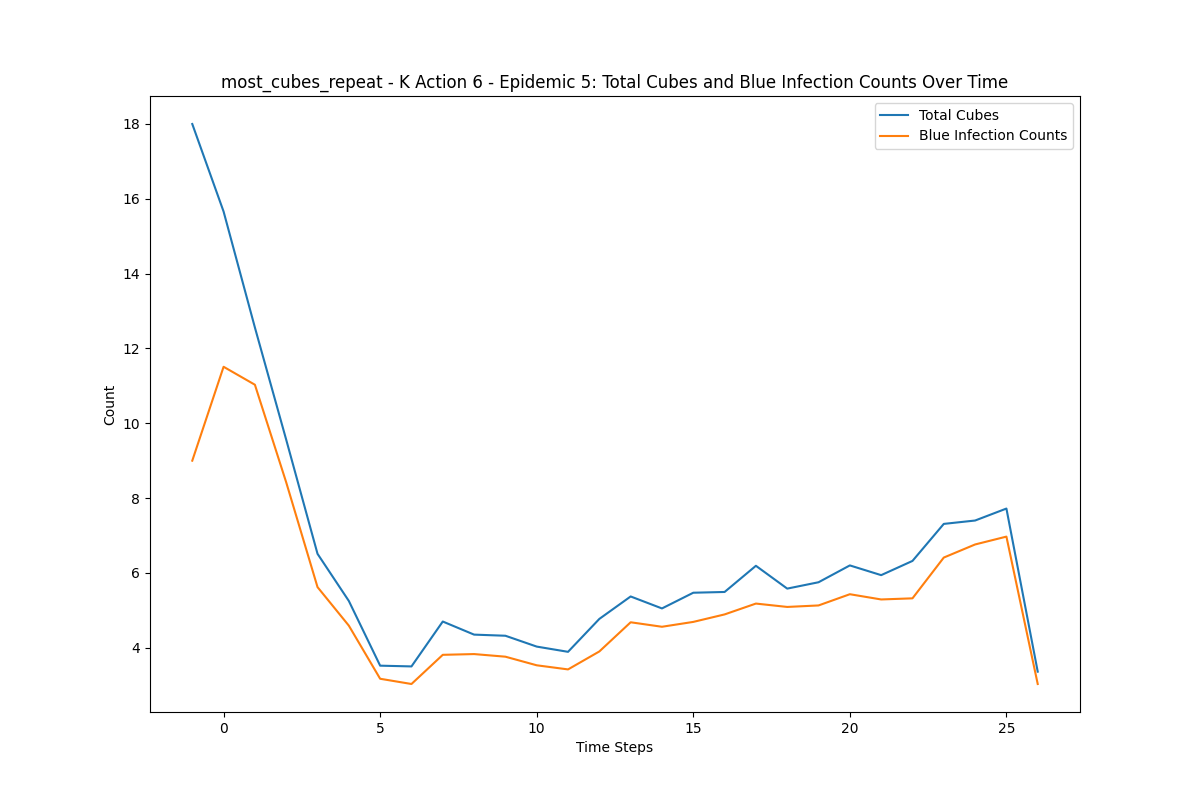 most_cubes_repeat - K Action 6 - Epidemic 5: Total Cubes and Blue Infection Counts Over Time
Total Cubes
Blue Infection Counts
18
16
14
12
10
8
6
4
Count
0 5 10 15 20 25
Time Steps